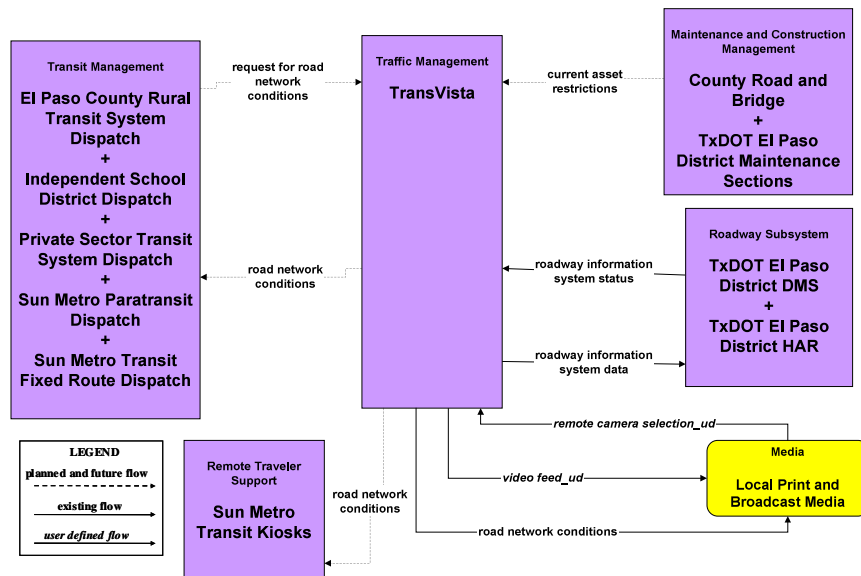 Transit Management
El Paso County Rural
Transit System
Dispatch
+
Independent School
District Dispatch
+
Private Sector Transit
System Dispatch
+
Sun Metro Paratransit
Dispatch
+
Sun Metro Transit
Fixed Route Dispatch
request for road
network
conditions
road network
conditions
Traffic Management
TransVista
current asset
restrictions
Maintenance and Construction
Management
County Road and
Bridge
+
TxDOT El Paso
District Maintenance
Sections
roadway information
system status
roadway information
system data
Roadway Subsystem
TxDOT El Paso
District DMS
+
TxDOT El Paso
District HAR
remote camera selection_ud
video feed_ud
road network conditions
Media
Local Print and
Broadcast Media
road network
conditions
Remote Traveler
Support
Sun Metro
Transit Kiosks
LEGEND
planned and future flow
existing flow
user defined flow